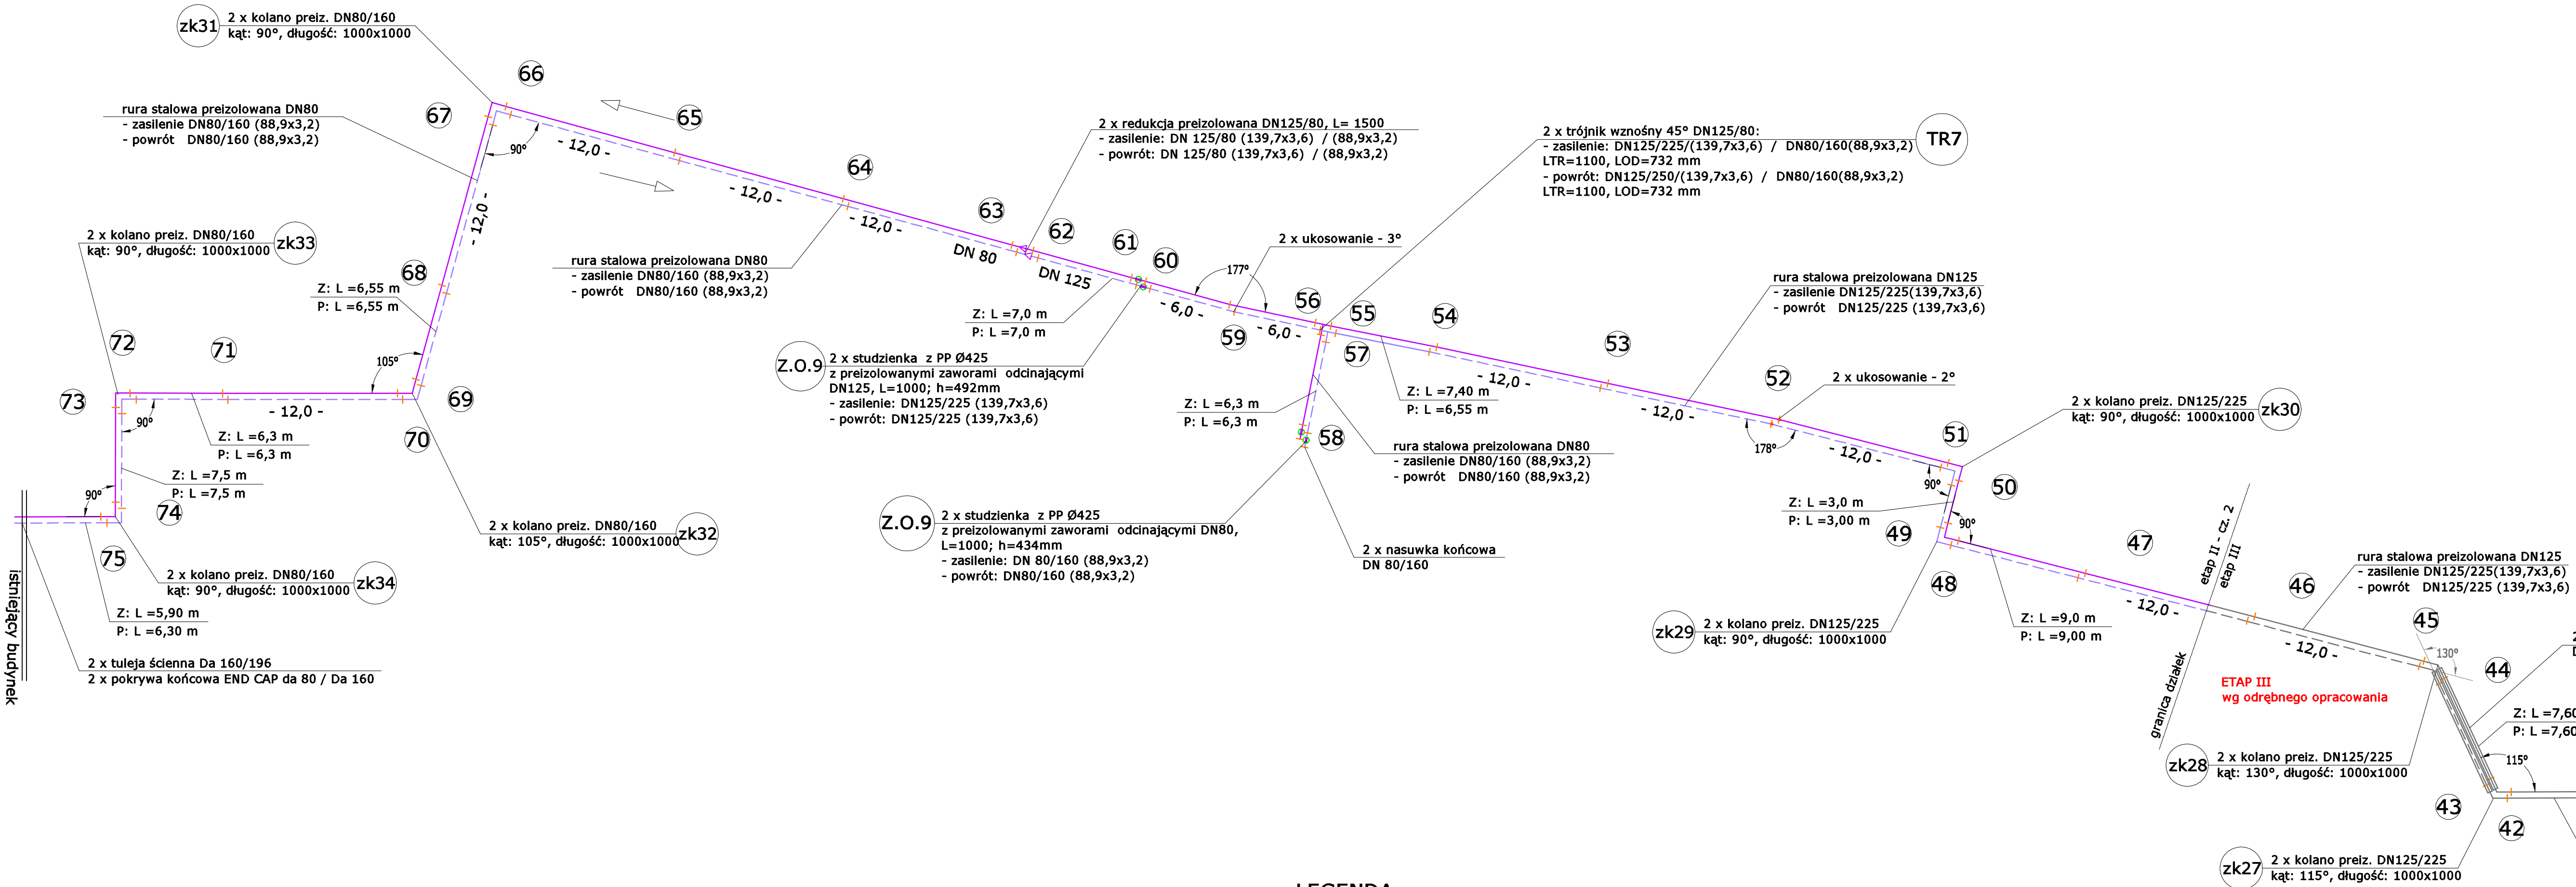 zk31
2 x kolano preiz. DN80/160
kąt: 90°, długość: 1000x1000
66
67
rura stalowa preizolowana DN80
- zasilenie DN80/160 (88,9x3,2)
- powrót DN80/160 (88,9x3,2)
90°
- 12,0 -
65
- 12,0 -
64
- 12,0 -
- 12,0 -
2 x redukcja preizolowana DN125/80, L= 1500
- zasilenie: DN 125/80 (139,7x3,6) / (88,9x3,2)
- powrót: DN 125/80 (139,7x3,6) / (88,9x3,2)
2 x trójnik wznośny 45° DN125/80:
- zasilenie: DN125/225/(139,7x3,6) / DN80/160(88,9x3,2)
LTR=1100, LOD=732 mm
- powrót: DN125/250/(139,7x3,6) / DN80/160(88,9x3,2)
LTR=1100, LOD=732 mm
TR7
2 x kolano preiz. DN80/160
kąt: 90°, długość: 1000x1000
zk33
68
Z: L =6,55 m
P: L =6,55 m
rura stalowa preizolowana DN80
- zasilenie DN80/160 (88,9x3,2)
- powrót DN80/160 (88,9x3,2)
63
62
DN 80
DN 125
61
60
Z: L =7,0 m
P: L =7,0 m
- 6,0 -
177°
2 x ukosowanie - 3°
59
- 6,0 -
56
55
57
54
53
rura stalowa preizolowana DN125
- zasilenie DN125/225(139,7x3,6)
- powrót DN125/225 (139,7x3,6)
72
71
105°
- 12,0 -
69
70
73
90°
Z: L =6,3 m
P: L =6,3 m
Z.O.9
2 x studzienka z PP Ø425
z preizolowanymi zaworami odcinającymi
DN125, L=1000; h=492mm
- zasilenie: DN125/225 (139,7x3,6)
- powrót: DN125/225 (139,7x3,6)
Z: L =6,3 m
P: L =6,3 m
58
Z: L =7,40 m
P: L =6,55 m
- 12,0 -
- 12,0 -
52
2 x ukosowanie - 2°
178°
- 12,0 -
2 x kolano preiz. DN125/225
kąt: 90°, długość: 1000x1000
zk30
51
50
90°
rura stalowa preizolowana DN80
- zasilenie DN80/160 (88,9x3,2)
- powrót DN80/160 (88,9x3,2)
Z: L =7,5 m
P: L =7,5 m
90°
74
75
2 x kolano preiz. DN80/160
kąt: 105°, długość: 1000x1000
zk32
Z.O.9
2 x studzienka z PP Ø425
z preizolowanymi zaworami odcinającymi DN80,
L=1000; h=434mm
- zasilenie: DN 80/160 (88,9x3,2)
- powrót: DN80/160 (88,9x3,2)
2 x nasuwka końcowa
DN 80/160
Z: L =3,0 m
P: L =3,00 m
49
90°
48
47
- 12,0 -
etap II - cz. 2
etap III
46
rura stalowa preizolowana DN125
- zasilenie DN125/225(139,7x3,6)
- powrót DN125/225 (139,7x3,6)
2 x kolano preiz. DN80/160
kąt: 90°, długość: 1000x1000
zk34
Z: L =5,90 m
P: L =6,30 m
istniejący budynek
2 x tuleja ścienna Da 160/196
2 x pokrywa końcowa END CAP da 80 / Da 160
zk29
2 x kolano preiz. DN125/225
kąt: 90°, długość: 1000x1000
Z: L =9,0 m
P: L =9,00 m
- 12,0 -
45
130°
44
granica działek
ETAP III
wg odrębnego opracowania
Z: L =7,60
P: L =7,60
zk28
2 x kolano preiz. DN125/225
kąt: 130°, długość: 1000x1000
115°
43
42
zk27
2 x kolano preiz. DN125/225
kąt: 115°, długość: 1000x1000
LEGENDA